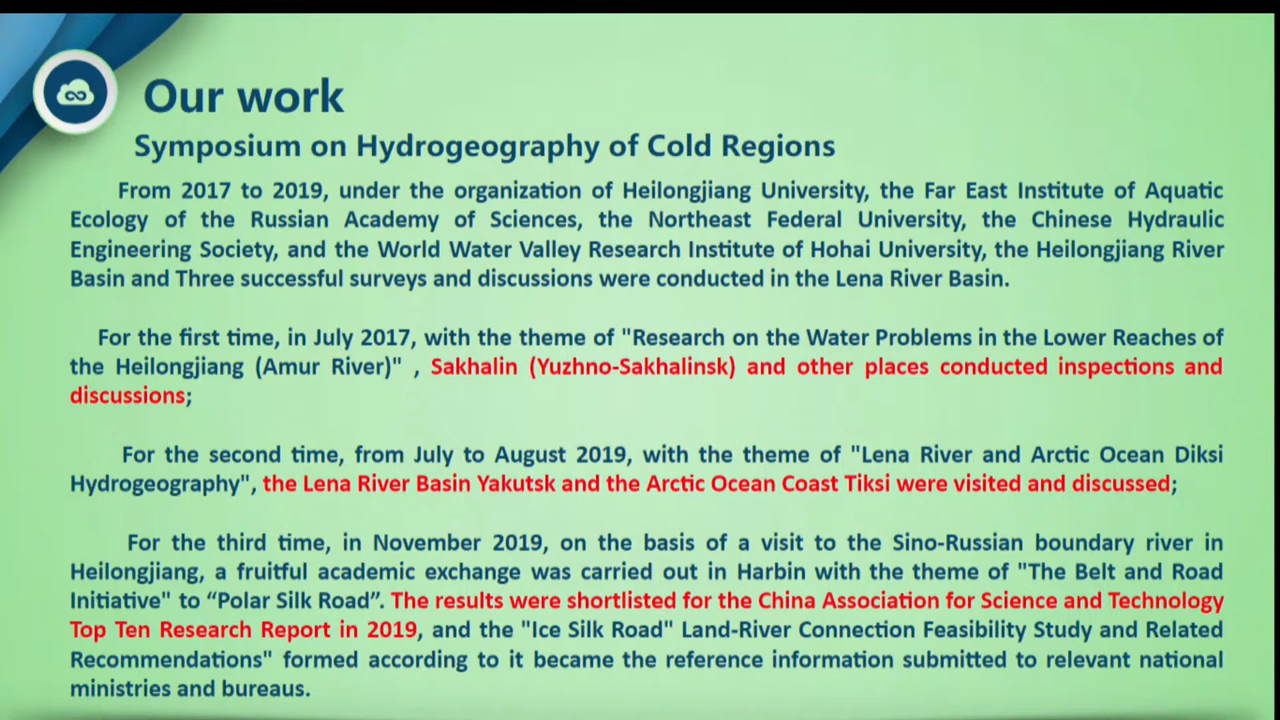 Our work
Symposium on Hydrogeography of Cold Regions
From 2017 to 2019, under the organization of Heilongjiang University, the Far East Institute of Aquatic
Ecology of the Russian Academy of Sciences, the Northeast Federal University, the Chinese Hydraulic
Engineering Society, and the World Water Valley Research Institute of Hohai University, the Heilongjiang River
Basin and Three successful surveys and discussions were conducted in the Lena River Basin.
For the first time, in July 2017, with the theme of "Research on the Water Problems in the Lower Reaches of
the Heilongjiang (Amur River)" , Sakhalin (Yuzhno-Sakhalinsk) and other places conducted inspections and
discussions;
For the second time, from July to August 2019, with the theme of "Lena River and Arctic Ocean Diksi
Hydrogeography", the Lena River Basin Yakutsk and the Arctic Ocean Coast Tiksi were visited and discussed;
For the third time, in November 2019, on the basis of a visit to the Sino-Russian boundary river in
Heilongjiang, a fruitful academic exchange was carried out in Harbin with the theme of "The Belt and Road
Initiative" to “Polar Silk Road”. The results were shortlisted for the China Association for Science and Technology
Top Ten Research Report in 2019, and the "Ice Silk Road" Land-River Connection Feasibility Study and Related
Recommendations" formed according to it became the reference information submitted to relevant national
ministries and bureaus.